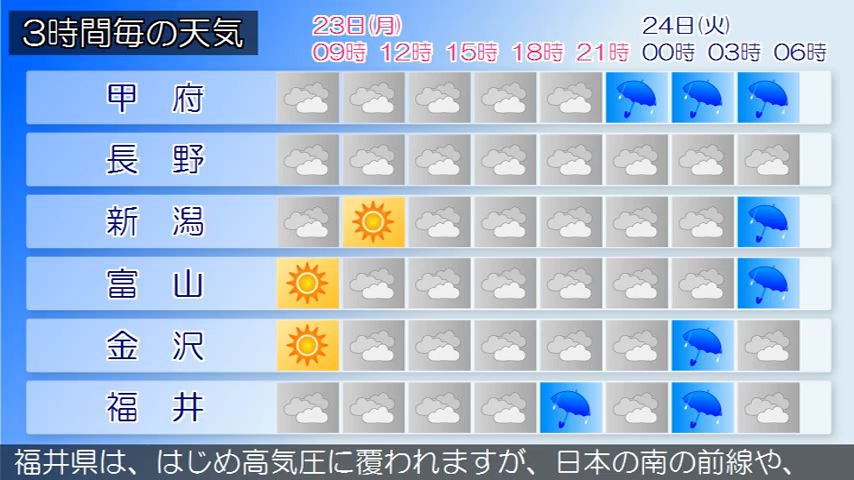 3時間毎の天気
23日(月) 24日(火)
09時 12時 15時 18時 21時 00時 03時 06時
甲 府
長 野
新 潟
富 山
金 沢
福 井
福井県は、はじめ高気圧に覆われますが、日本の南の前線や、